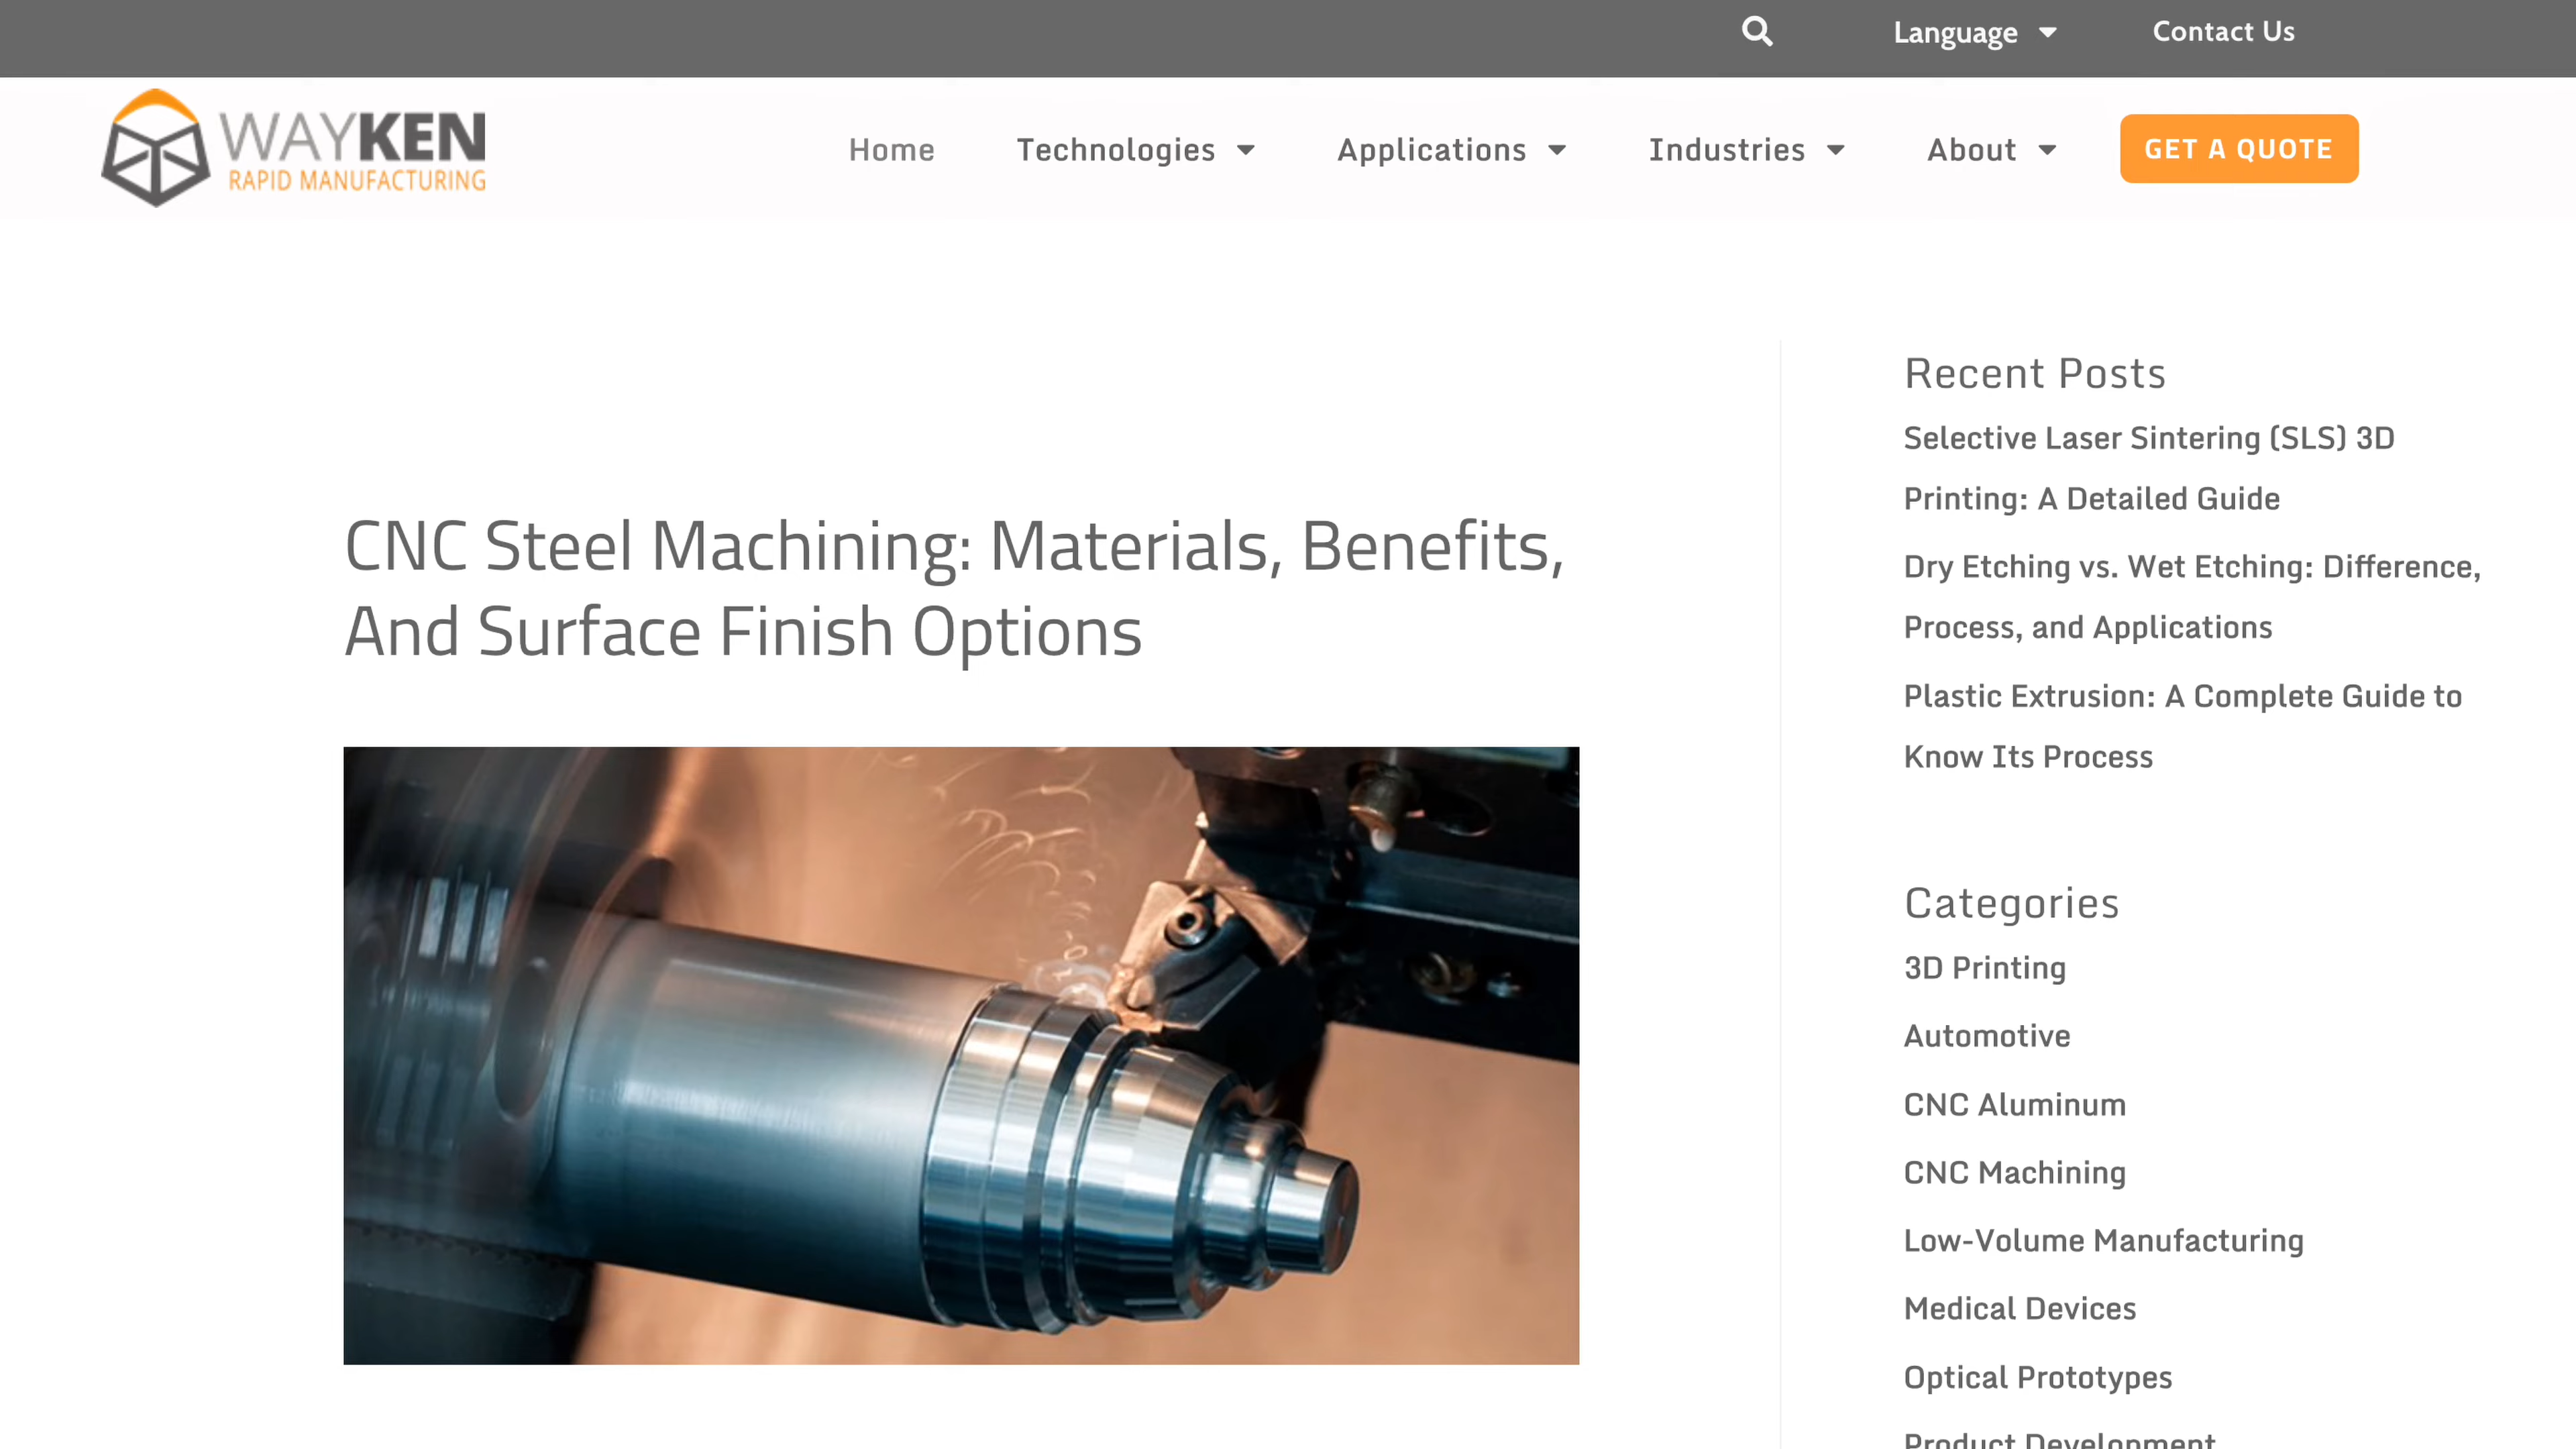 Language
Contact Us
WAYKEN
RAPID MANUFACTURING
Home
Technologies
Applications
Industries
About
GET A QUOTE
CNC Steel Machining: Materials, Benefits,
And Surface Finish Options
Recent Posts
Selective Laser Sintering (SLS) 3D
Printing: A Detailed Guide
Dry Etching vs. Wet Etching: Difference,
Process, and Applications
Plastic Extrusion: A Complete Guide to
Know Its Process
Categories
3D Printing
Automotive
CNC Aluminum
CNC Machining
Low-Volume Manufacturing
Medical Devices
Optical Prototypes
Product Development